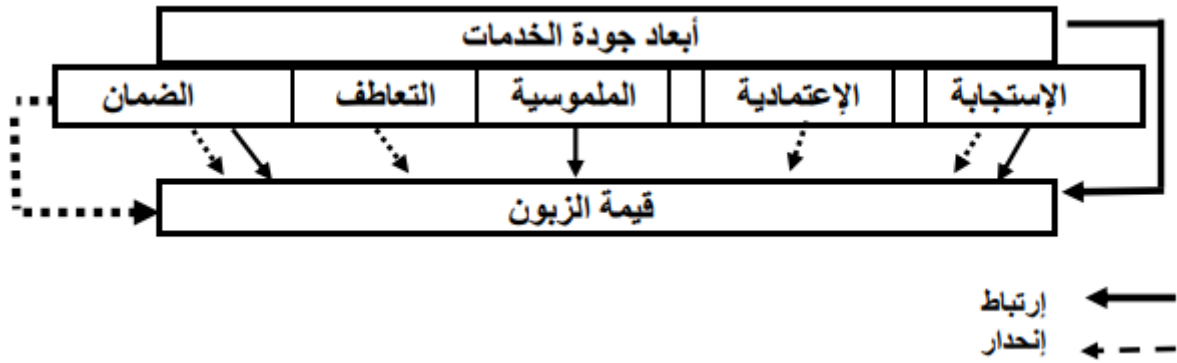 أبعاد جودة الخدمات
الإستجابة الإعتمادية الملموسية التعاطف الضمان
قيمة الزبون
إرتباط
إنحدار